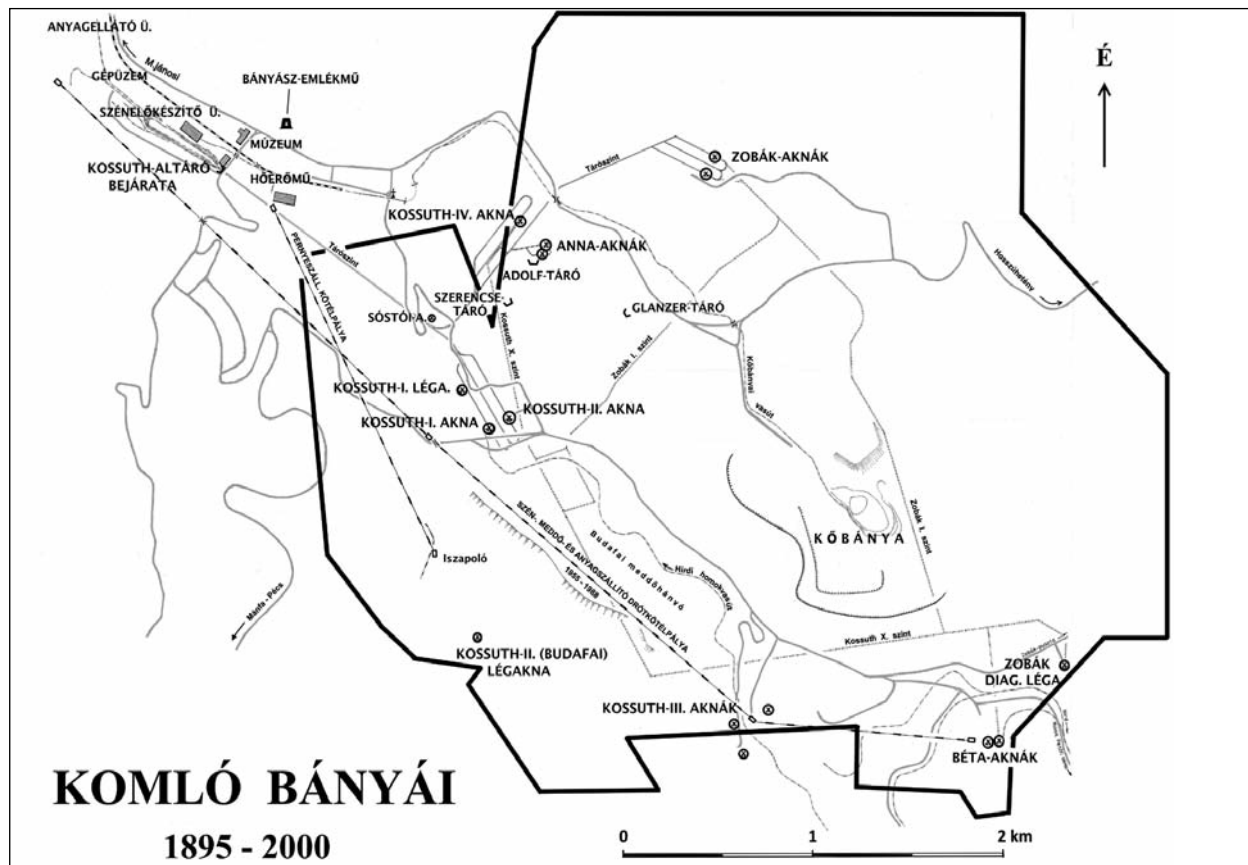 ANYAGELLÁTÓ Ü.
M.jánosi
É
GÉPÜZEM
BÁNYÁSZ-EMLÉKMŰ
SZÉNELŐKÉSZÍTŐ Ü.
MÚZEUM
KOSSUTH-ALTÁRÓ
BEJÁRATA
HŐERŐMŰ
Tárószint
ZOBÁK-AKNÁK
KOSSUTH-IV. AKNA
ANNA-AKNÁK
ADOLF-TÁRÓ
PERNYESZÁLL. KÖTÉLPÁLYA
Tárószint
Hosszúhetény
SZERENCSE-
TÁRÓ
SÓSTÓI-A.
GLANZER-TÁRÓ
Kossuth X. szint
Zobák I. szint
Kőbányai
vasút
KOSSUTH-I. LÉGA.
KOSSUTH-II. AKNA
KOSSUTH-I. AKNA
Zobák I. szint
KŐBÁNYA
SZÉN-, MEDDŐ- ÉS ANYAGSZÁLLÍTÓ DRÓTKÖTÉLPÁLYA
1955 - 1968
Budafai meddőhányó
Hirdi homokvasút
Iszapoló
Mánfa - Pécs
Kossuth X. szint
KOSSUTH-II. (BUDAFAI)
LÉGAKNA
ZOBÁK
DIAG. LÉGA.
KOSSUTH-III. AKNÁK
BÉTA-AKNÁK
KOMLÓ BÁNYÁI
1895 - 2000
0 1 2 km